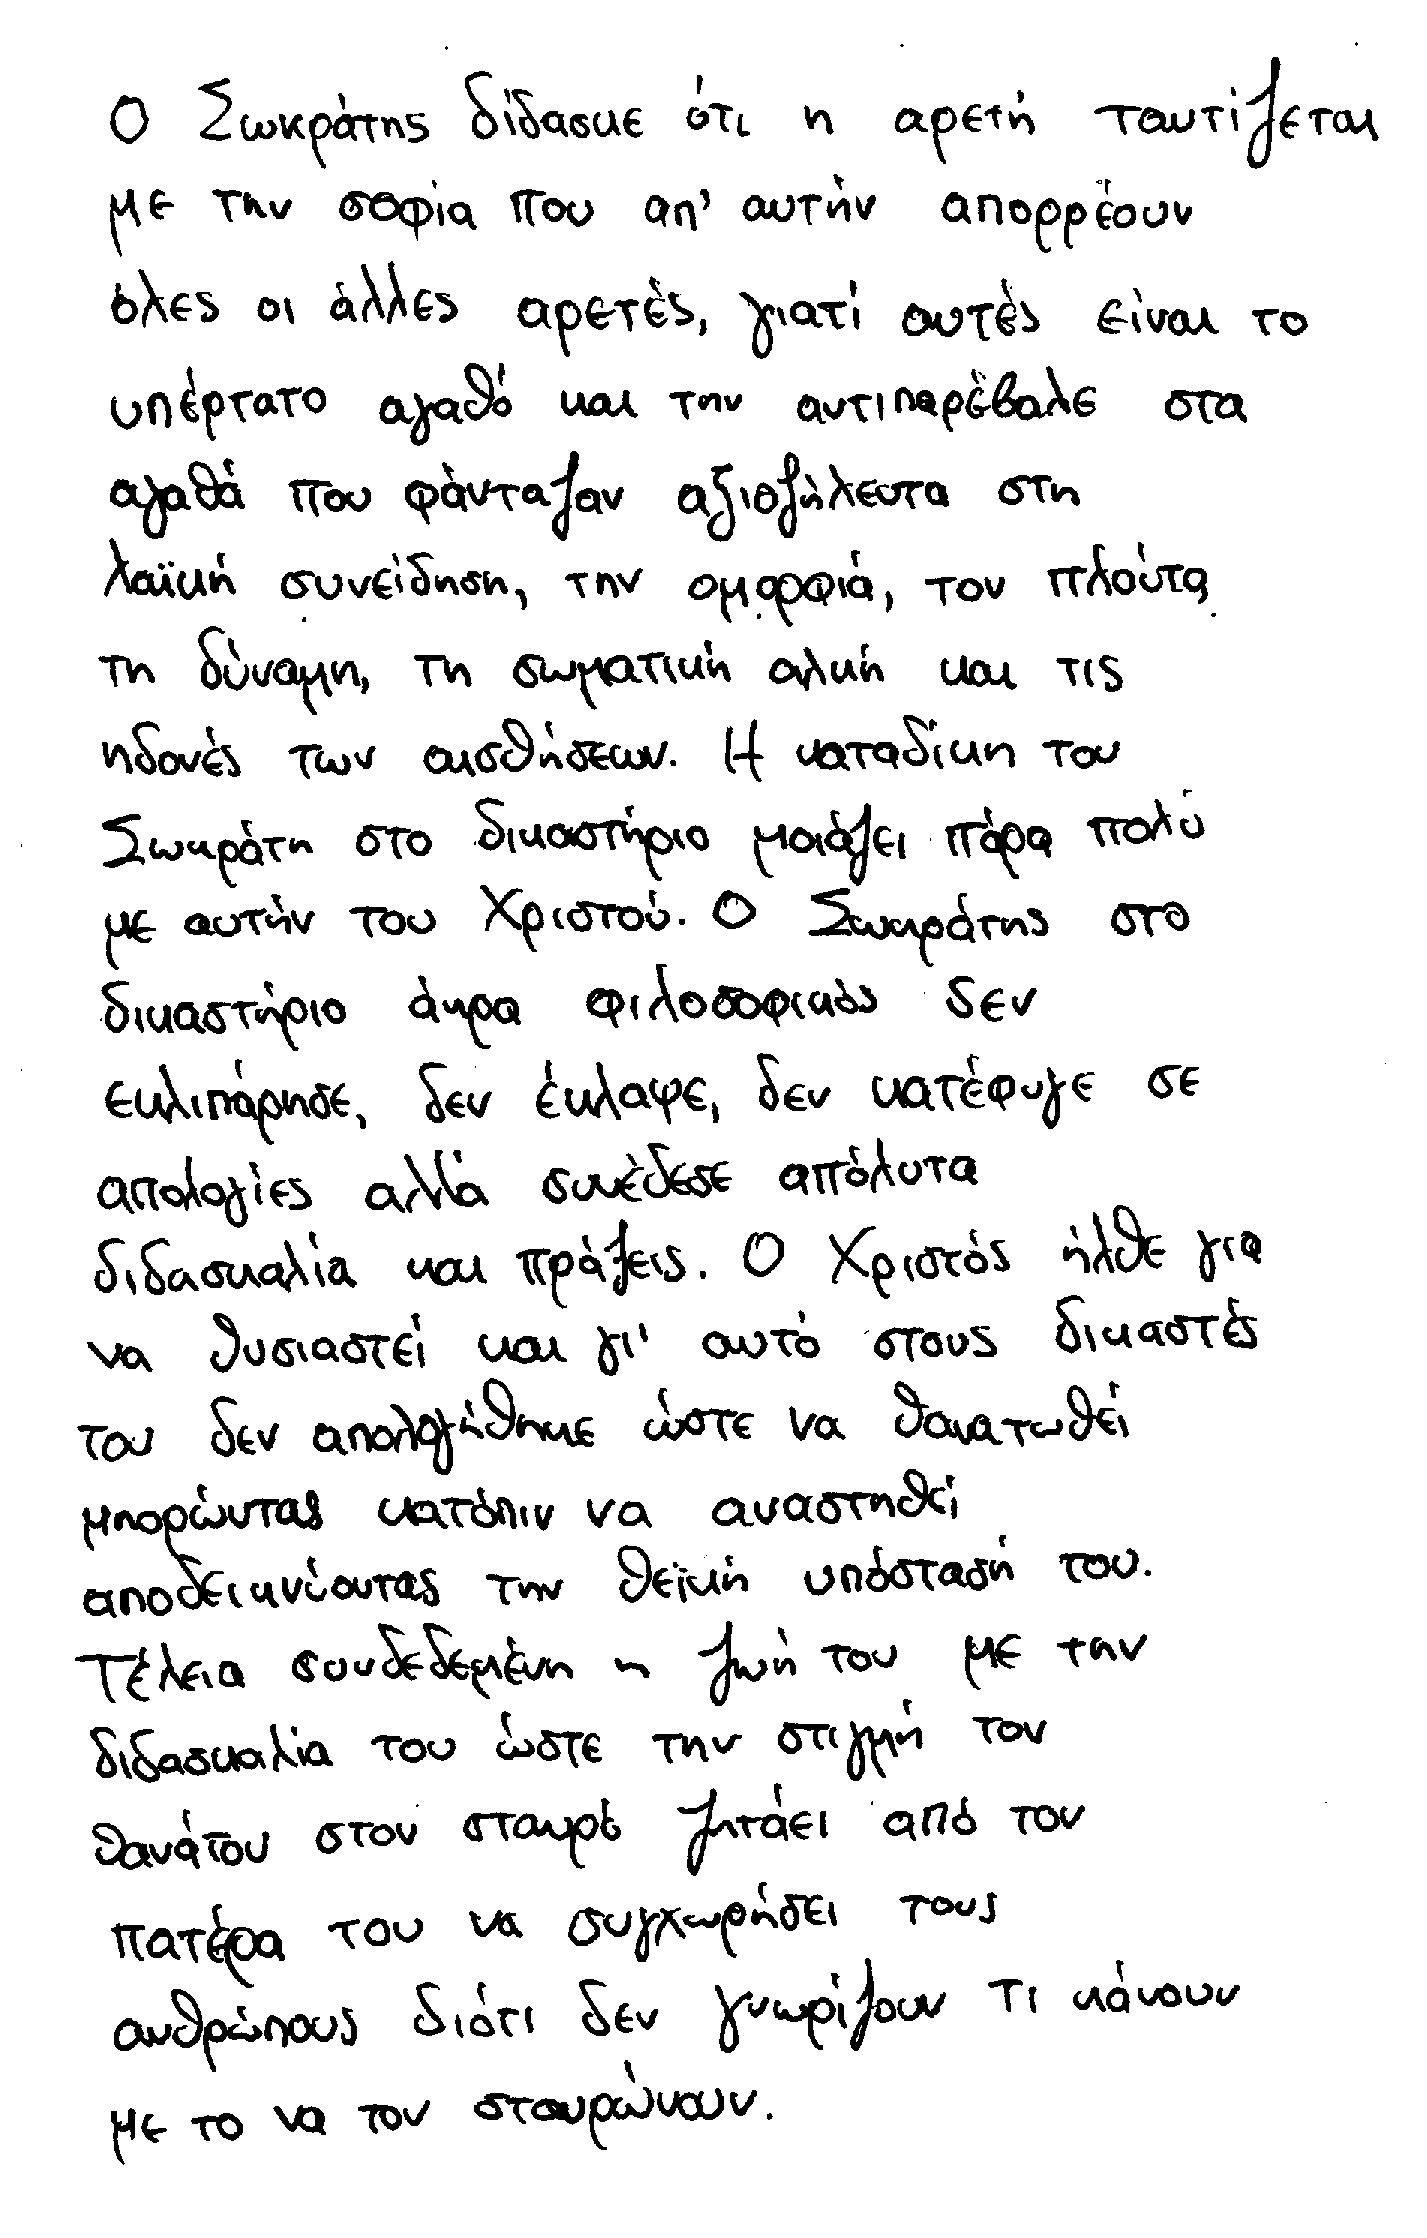 Ο Σωκράτης δίδασκε ότι η αρετή ταυτίζεται
με την σοφία που απ' αυτήν απορρέουν
όλες οι άλλες αρετές, γιατί αυτές είναι το
υπέρτατο αγαθό και την αντιπαρέβαλε στα
αγαθά που φάνταζαν αξιοζήλευτα στη
λαϊκή συνείδηση, την ομορφιά, τον πλούτο,
τη δύναμη, τη σωματική αλκή και τις
ηδονές των αισθήσεων. Η καταδίκη του
Σωκράτη στο δικαστήριο μοιάζει πάρα πολύ
με αυτήν του Χριστού. Ο Σωκράτης στο
δικαστήριο άκρα φιλοσοφικός δεν
εκλιπάρησε, δεν έκλαψε, δεν κατέφυγε σε
απολογίες αλλά συνέδεσε απόλυτα
διδασκαλία και πράξεις. Ο Χριστός ήλθε για
να θυσιαστεί και γι' αυτό στους δικαστές
του δεν απολογήθηκε ώστε να θανατωθεί
μπορώντας κατόπιν να αναστηθεί
αποδεικνύοντας την θεϊκή υπόστασή του.
Τέλεια συνδεδεμένη η ζωή του με την
διδασκαλία του ώστε την στιγμή του
θανάτου στον σταυρό ζητάει από τον
πατέρα του να συγχωρήσει τους
ανθρώπους διότι δεν γνωρίζουν τι κάνουν
με το να τον σταυρώνουν.